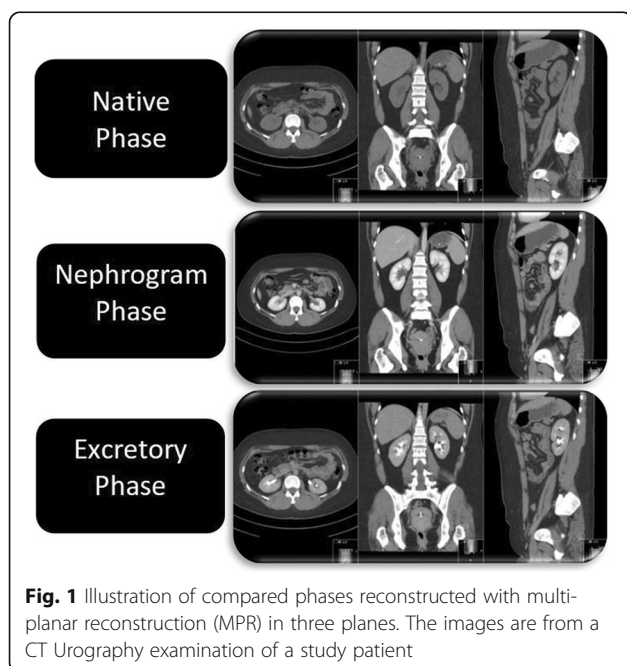 Native
Phase
Nephrogram
Phase
Excretory
Phase
Fig. 1 Illustration of compared phases reconstructed with multi-
planar reconstruction (MPR) in three planes. The images are from a
CT Urography examination of a study patient